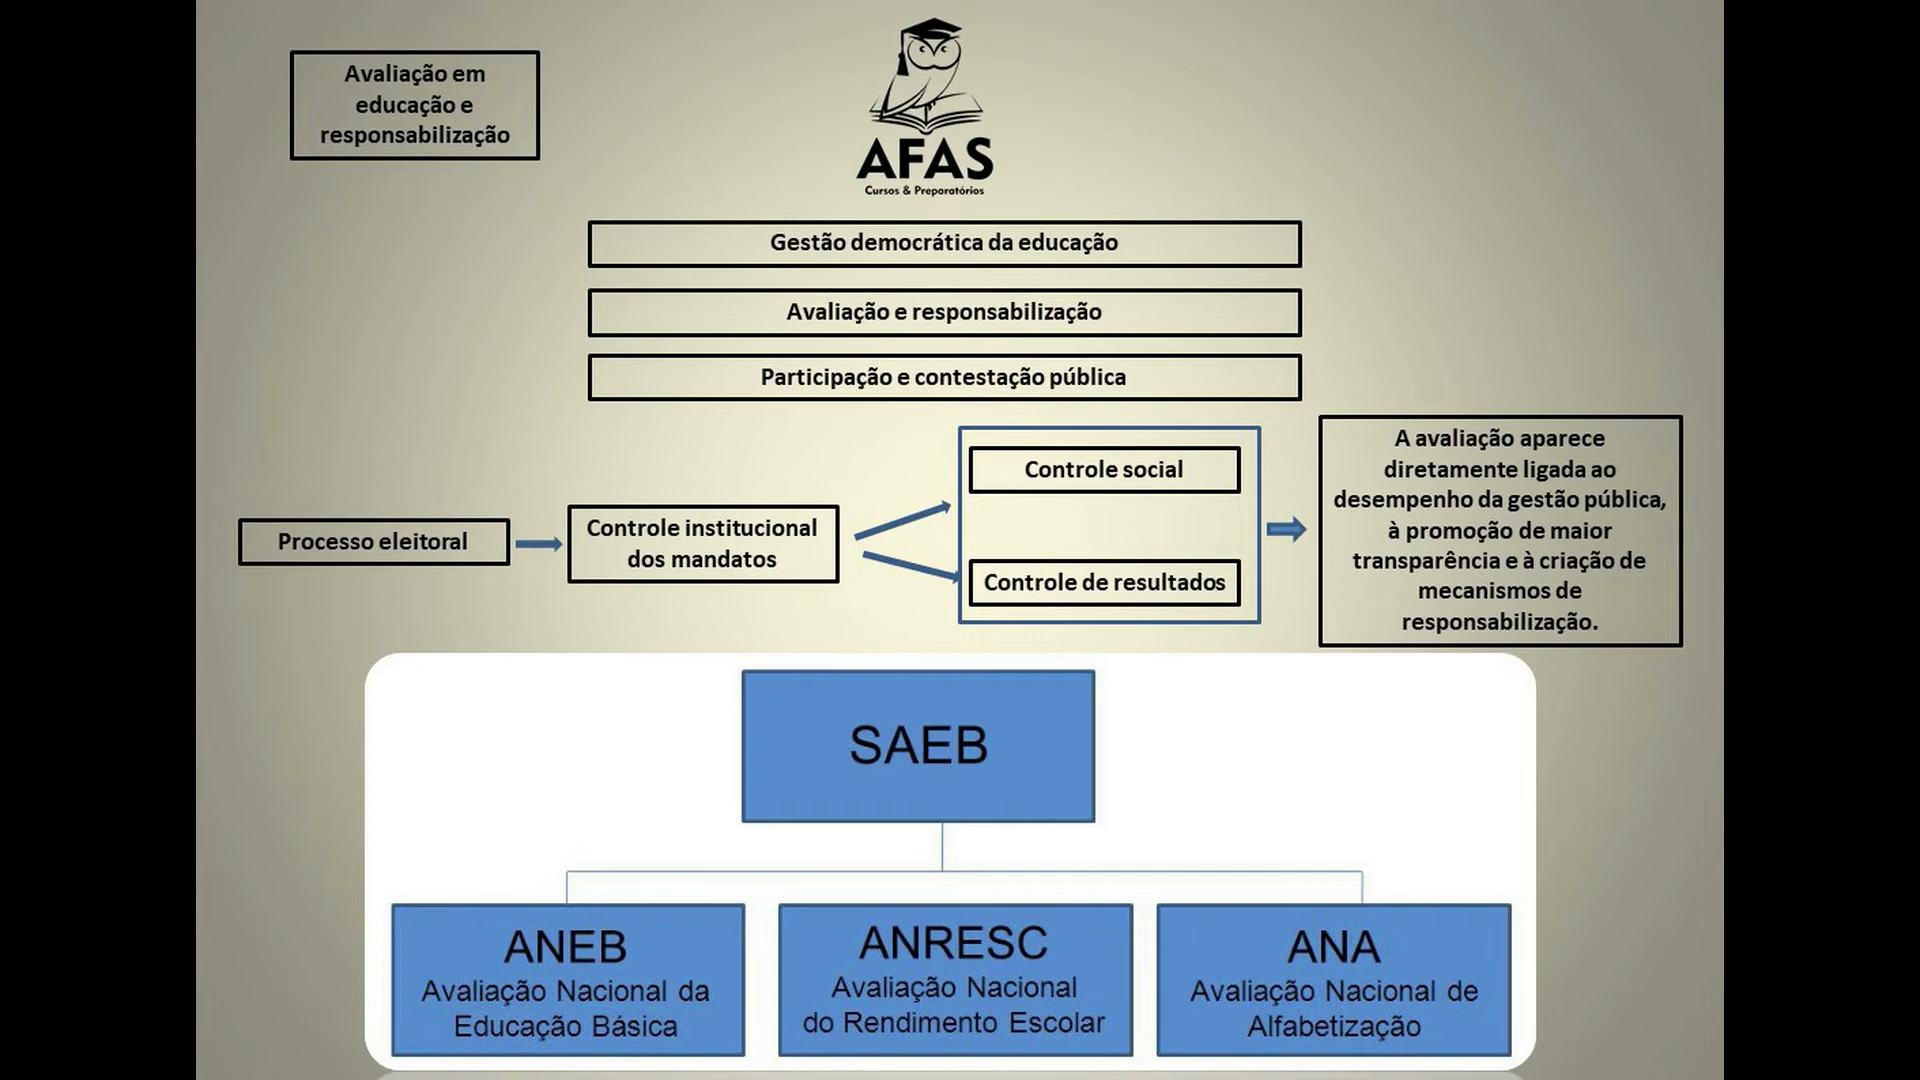 Avaliação em
educação e
responsabilização
AFAS
Cursos & Preparatórios
Gestão democrática da educação
Avaliação e responsabilização
Participação e contestação pública
Processo eleitoral
Controle institucional
dos mandatos
Controle social
Controle de resultados
A avaliação aparece
diretamente ligada ao
desempenho da gestão pública,
à promoção de maior
transparência e à criação de
mecanismos de
responsabilização.
SAEB
ANEB
Avaliação Nacional da
Educação Básica
ANRESC
Avaliação Nacional
do Rendimento Escolar
ANA
Avaliação Nacional de
Alfabetização